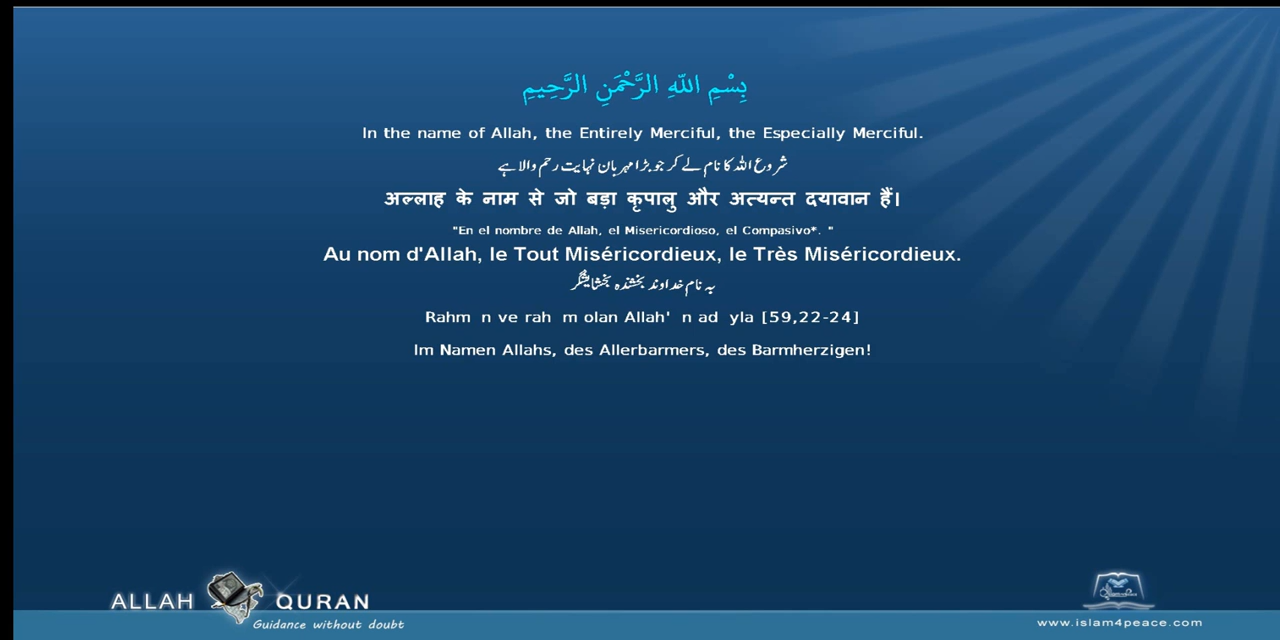 بِسْمِ اللّٰهِ الرَّحْمَنِ الرَّحِيمِ
In the name of Allah, the Entirely Merciful, the Especially Merciful.
شروع الله کا نام لے کر جو بڑا مہربان نہایت رحم والا ہے
अल्लाह के नाम से जो बड़ा कृपालु और अत्यन्त दयावान हैं।
"En el nombre de Allah, el Misericordioso, el Compasivo*. "
Au nom d'Allah, le Tout Miséricordieux, le Très Miséricordieux.
به نام خداوند بخشنده بخشایشگر
Rahm n ve rah m olan Allah' n ad yla [59,22-24]
Im Namen Allahs, des Allerbarmers, des Barmherzigen!
ALLAH QURAN
Guidance without doubt
www.islam4peace.com